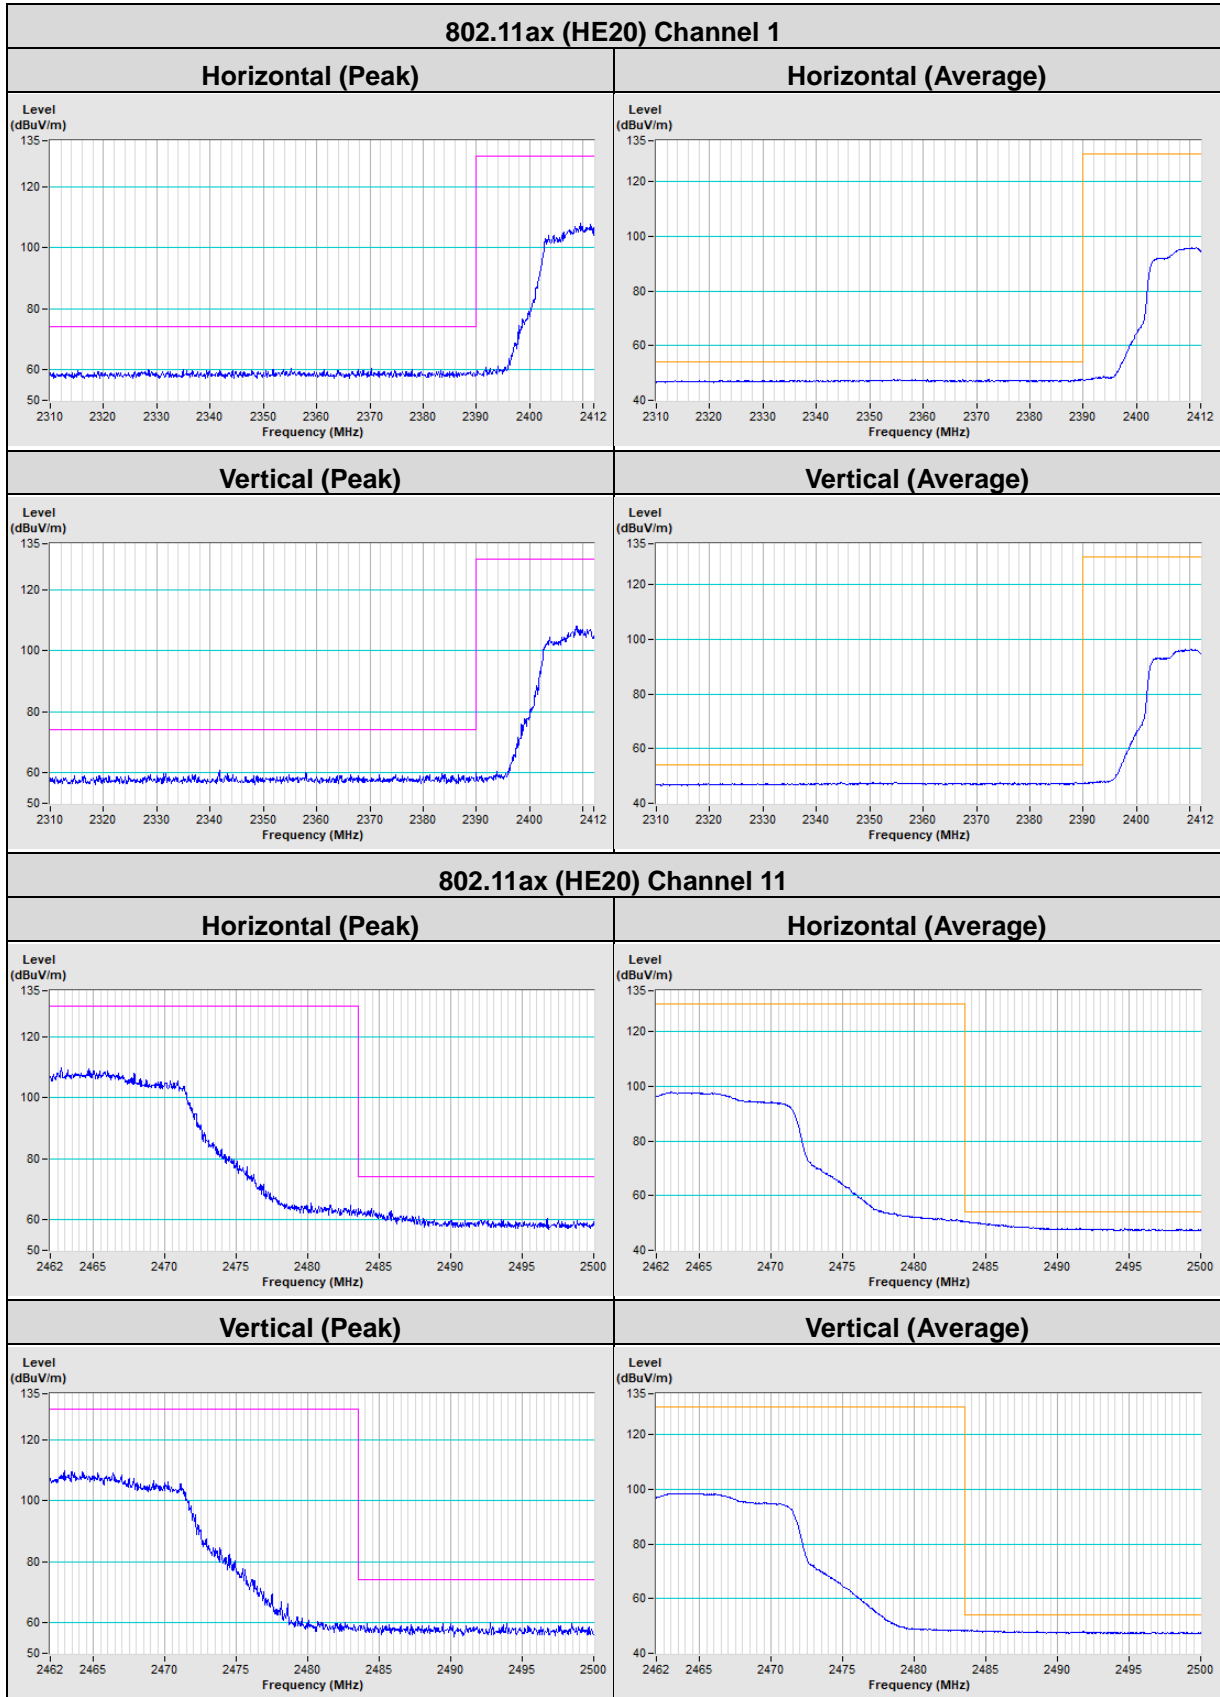 802.11ax (HE20) Channel 1
Horizontal (Peak)
Horizontal (Average)
Level
(dBuV/m)
135
120
100
80
60
50
2310 2320 2330 2340 2350 2360 2370 2380 2390 2400 2412
Frequency (MHz)
Level
(dBuV/m)
135
120
100
80
60
40
2310 2320 2330 2340 2350 2360 2370 2380 2390 2400 2412
Frequency (MHz)
Vertical (Peak)
Vertical (Average)
Level
(dBuV/m)
135
120
100
80
60
50
2310 2320 2330 2340 2350 2360 2370 2380 2390 2400 2412
Frequency (MHz)
Level
(dBuV/m)
135
120
100
80
60
40
2310 2320 2330 2340 2350 2360 2370 2380 2390 2400 2412
Frequency (MHz)
802.11ax (HE20) Channel 11
Horizontal (Peak)
Horizontal (Average)
Level
(dBuV/m)
135
120
100
80
60
50
2462 2465 2470 2475 2480 2485 2490 2495 2500
Frequency (MHz)
Level
(dBuV/m)
135
120
100
80
60
40
2462 2465 2470 2475 2480 2485 2490 2495 2500
Frequency (MHz)
Vertical (Peak)
Vertical (Average)
Level
(dBuV/m)
135
120
100
80
60
50
2462 2465 2470 2475 2480 2485 2490 2495 2500
Frequency (MHz)
Level
(dBuV/m)
135
120
100
80
60
40
2462 2465 2470 2475 2480 2485 2490 2495 2500
Frequency (MHz)